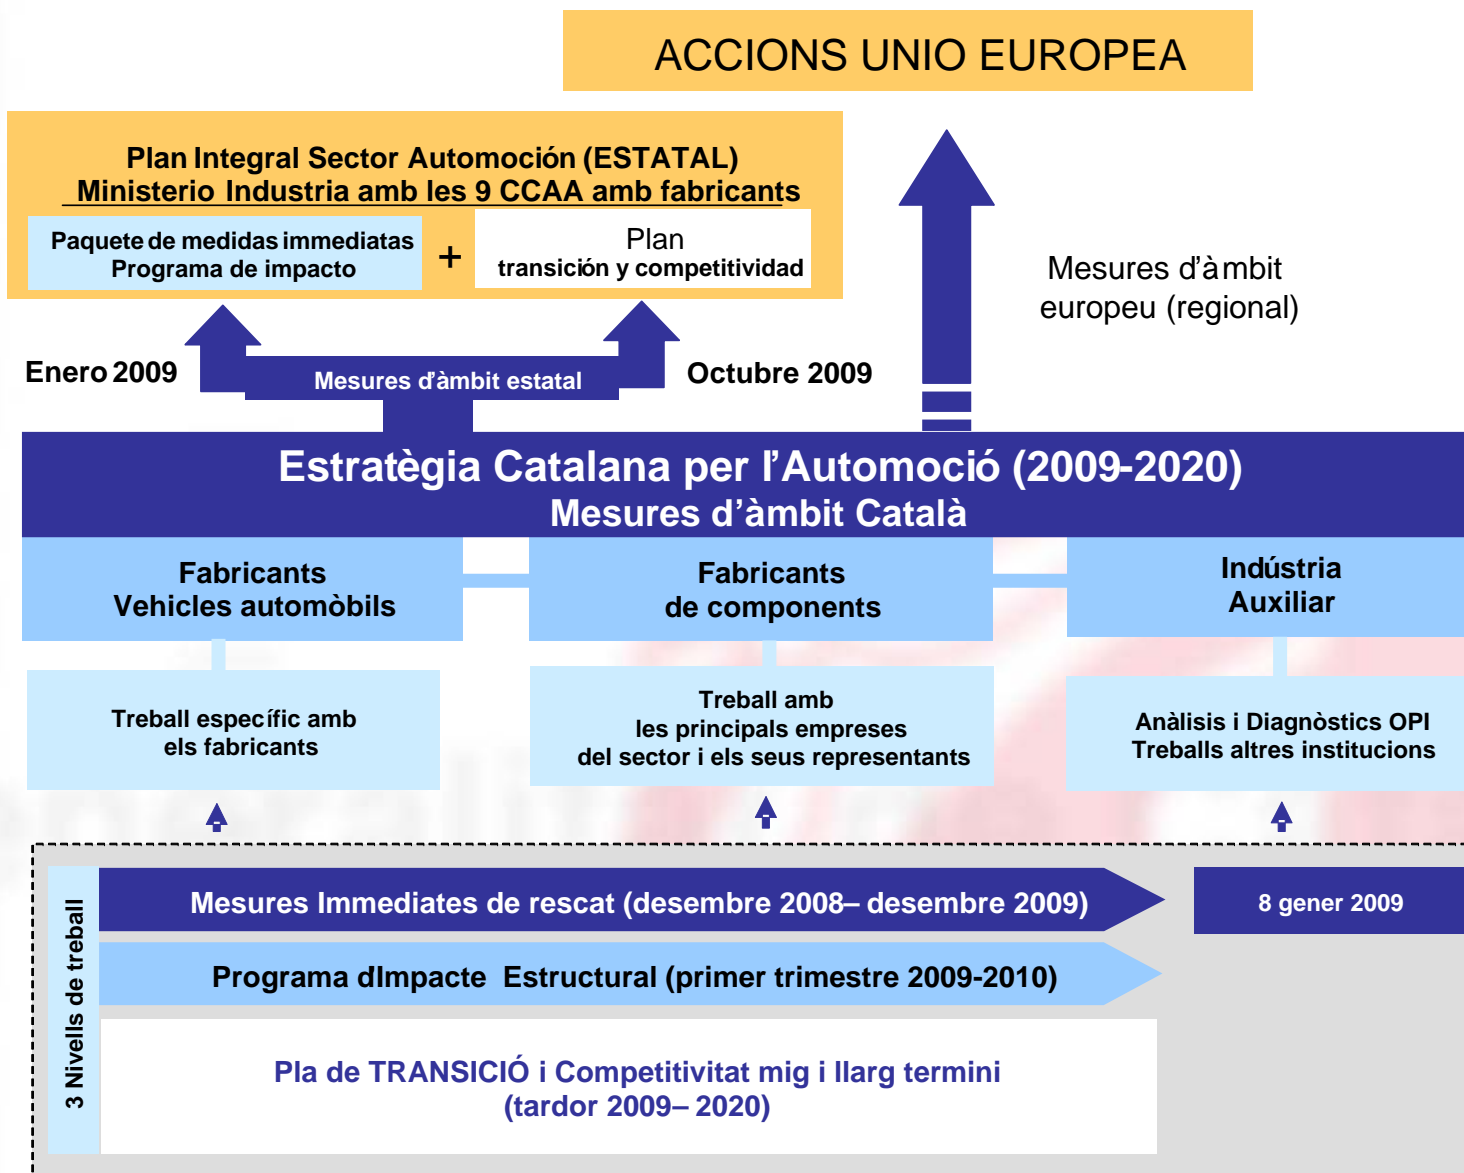 ACCIONS UNIO EUROPEA
Plan Integral Sector Automoción (ESTATAL)
Ministerio Industria amb les 9 CCAA amb fabricants
Paquete de medidas immediatas
Programa de impacto
+
Plan
transición y competitividad
Mesures d'àmbit
europeu (regional)
Enero 2009
Mesures d'àmbit estatal
Octubre 2009
Estratègia Catalana per l'Automoció (2009-2020)
Mesures d'àmbit Català
Fabricants
Vehicles automòbils
Fabricants
de components
Indústria
Auxiliar
Treball específic amb
els fabricants
Treball amb
les principals empreses
del sector i els seus representants
Anàlisis i Diagnòstics OPI
Treballs altres institucions
3 Nivells de treball
Mesures Immediates de rescat (desembre 2008– desembre 2009)
8 gener 2009
Programa dImpacte Estructural (primer trimestre 2009-2010)
Pla de TRANSICIÓ i Competitivitat mig i llarg termini
(tardor 2009– 2020)